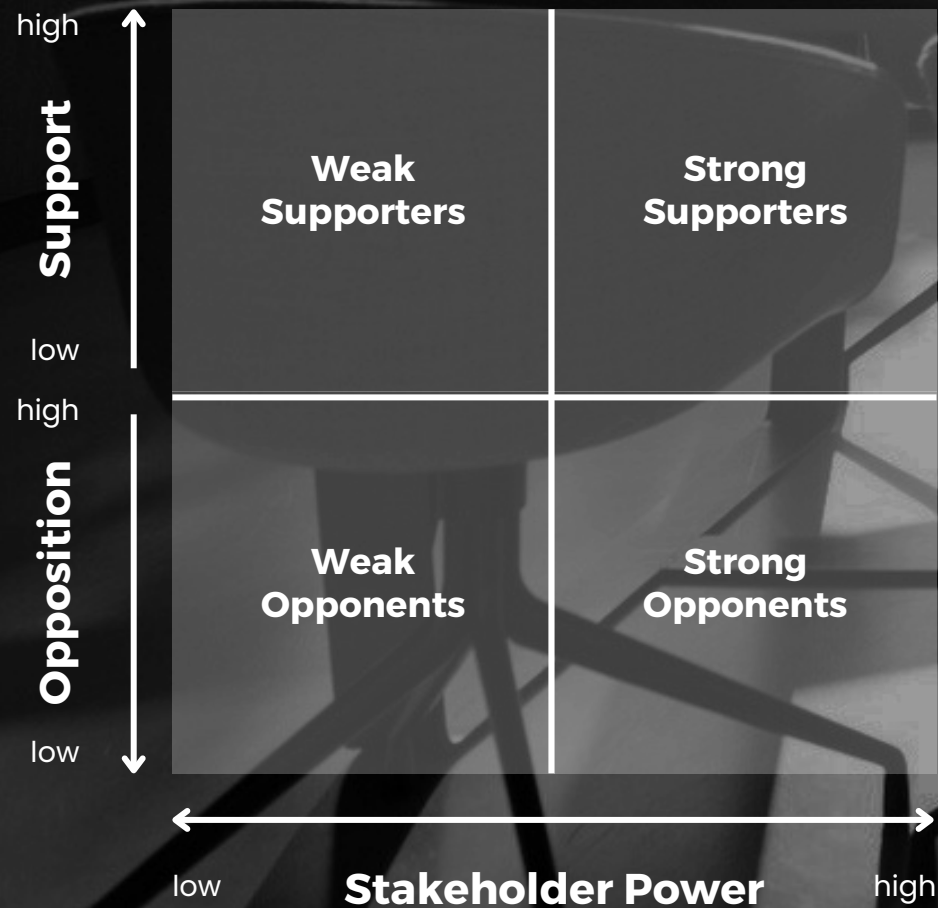 high
Support
Weak
Supporters
Strong
Supporters
low
high
Opposition
Weak
Opponents
Strong
Opponents
low
low
Stakeholder Power
high